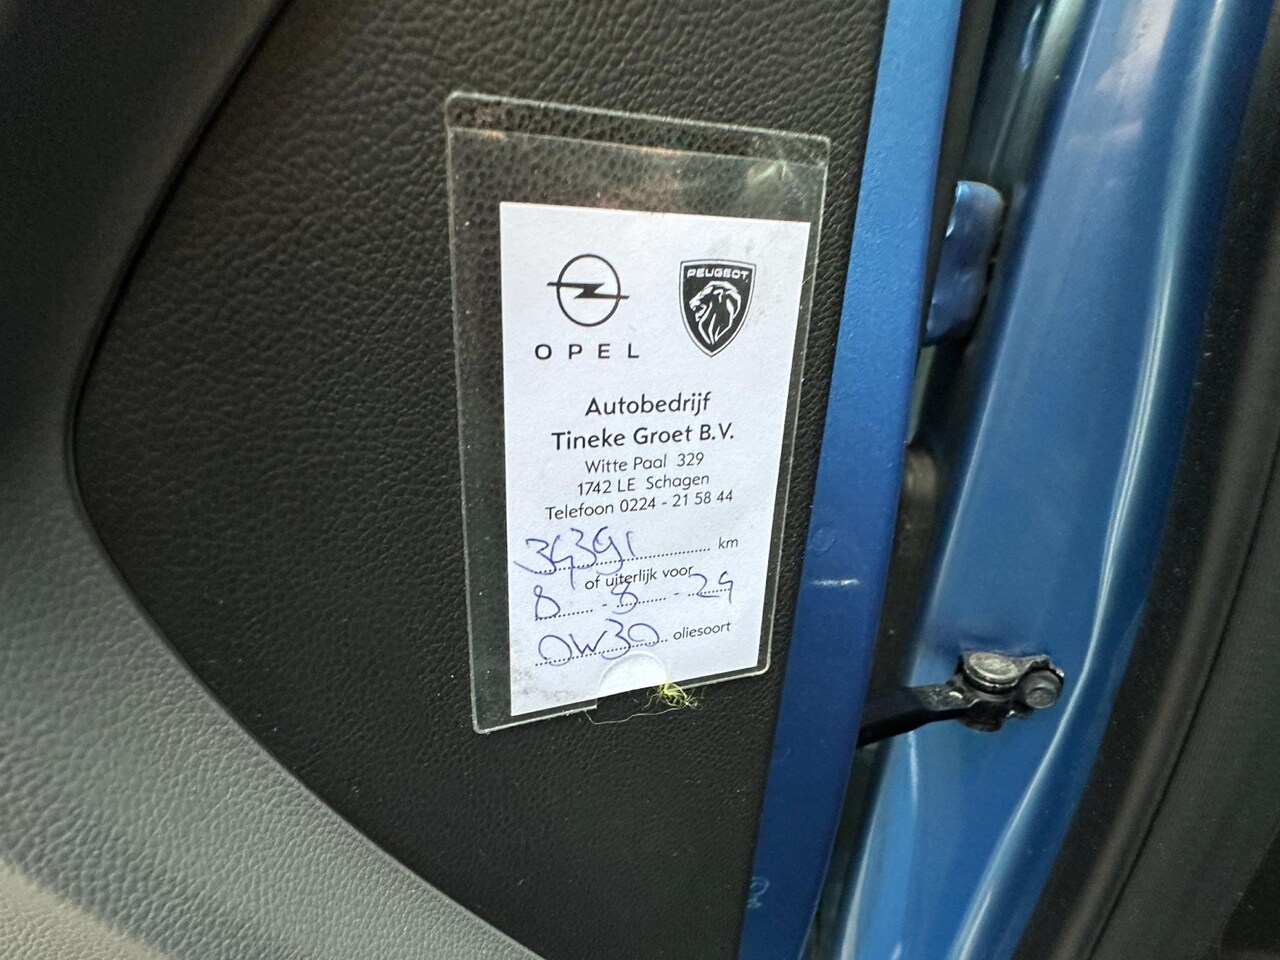 PEUGEOT
OPEL
Autobedrijf
Tineke Groet B.V.
Witte Paal 329
1742 LE Schagen
Telefoon 0224 - 21 58 44
34391 km
of uiterlijk voor
8 - 8 - 24
0W30 oliesoort